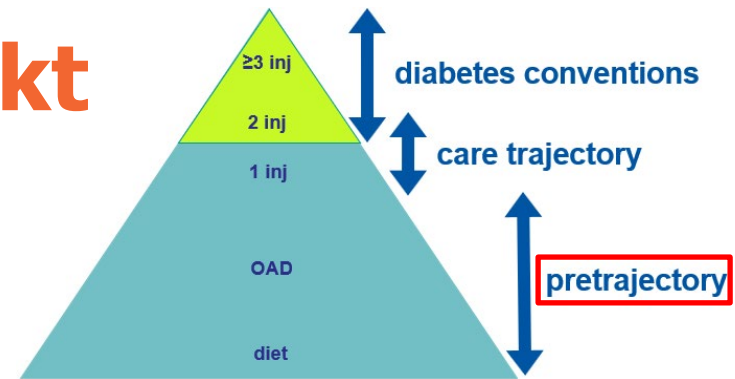 kt
≥3 inj
diabetes conventions
2 inj
care trajectory
1 inj
OAD
pretrajectory
diet